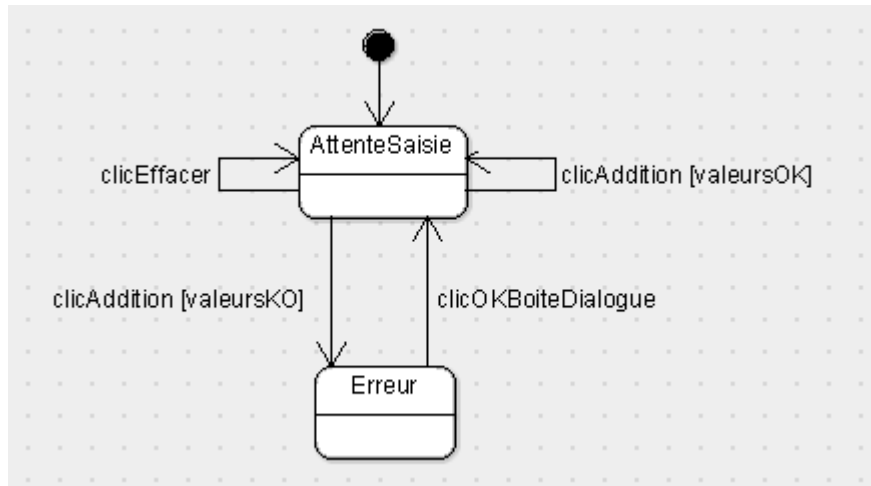 AttenteSaisie
clicEffacer
clicAddition [valeursOK]
clicAddition [valeursKO]
clicOKBoiteDialogue
Erreur